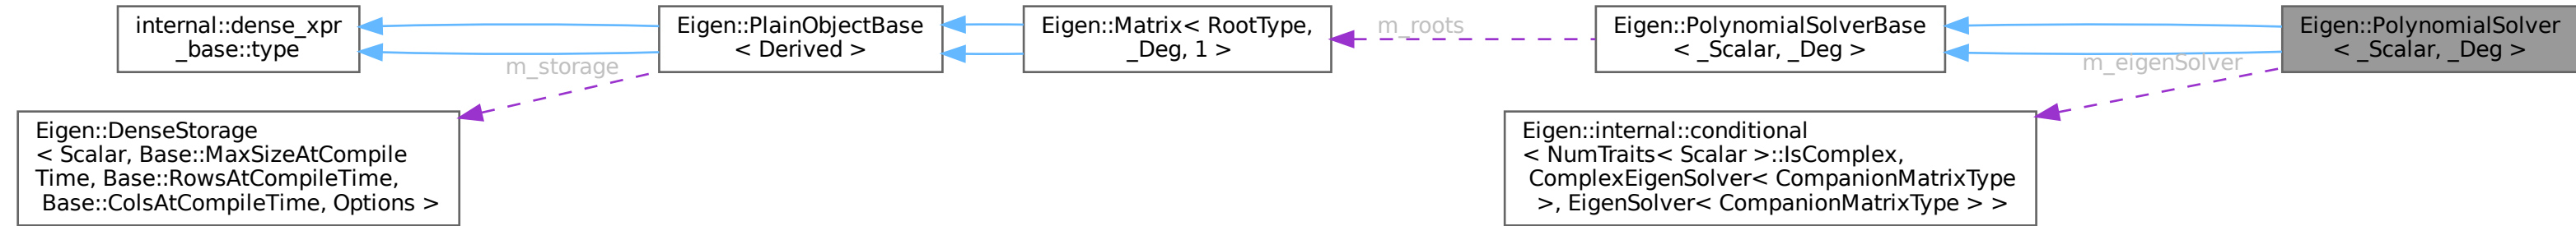 internal::dense_xpr
_base::type
Eigen::PlainObjectBase
< Derived >
Eigen::Matrix< RootType,
_Deg, 1 >
m_roots
Eigen::PolynomialSolverBase
< _Scalar, _Deg >
Eigen::PolynomialSolver
< _Scalar, _Deg >
m_storage
m_eigenSolver
Eigen::DenseStorage
< Scalar, Base::MaxSizeAtCompile
Time, Base::RowsAtCompileTime,
Base::ColsAtCompileTime, Options >
Eigen::internal::conditional
< NumTraits< Scalar >::IsComplex,
ComplexEigenSolver< CompanionMatrixType
>, EigenSolver< CompanionMatrixType > >